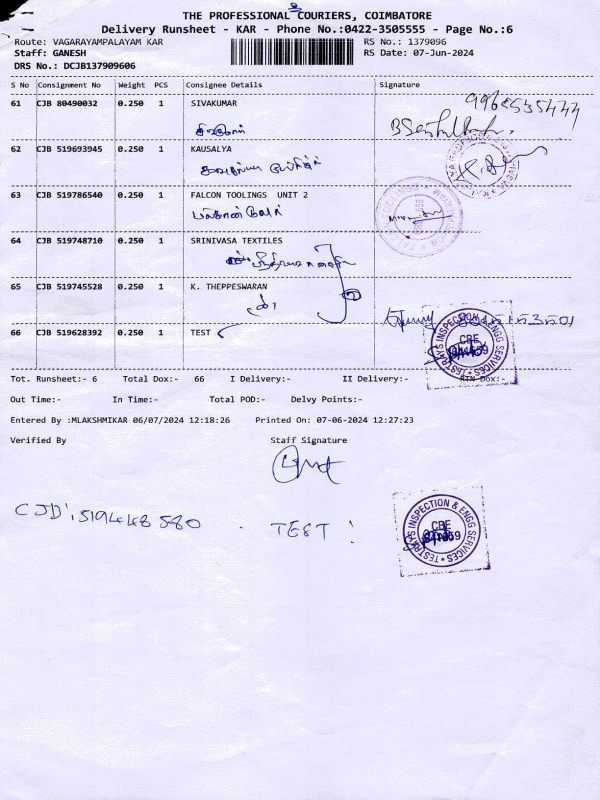 THE PROFESSIONAL COURIERS, COIMBATORE
Delivery Runsheet - KAR - Phone No.:0422-3505555 - Page No.:6
Route: VAGARAYAMPALAYAM KAR RS No.: 1379096
Staff: GANESH RS Date: 07-Jun-2024
DRS No.: DCJB137909606
S No Consignment No Weight PCS Consignee Details Signature
61 CJB 80490032 0.250 1 SIVAKUMAR
சிவகுமார்
62 CJB 519693945 0.250 1 KAUSALYA
63 CJB 519786540 0.250 1 FALCON TOOLINGS UNIT 2
64 CJB 519748710 0.250 1 SRINIVASA TEXTILES
65 CJB 519745528 0.250 1 K. THEPPESWARAN
66 CJB 519628392 0.250 1 TEST
TESTRAYS INSPECTION & ENGG SERVICES
CBE
Tot. Runsheet:- 6 Total Dox:- 66 I Delivery:- II Delivery:- RTN Dox:-
Out Time:- In Time:- Total POD:- Delvy Points:-
Entered By :MLAKSHMIKAR 06/07/2024 12:18:26 Printed On: 07-06-2024 12:27:23
Verified By Staff Signature
TEST
TESTRAYS INSPECTION & ENGG SERVICES
CBE